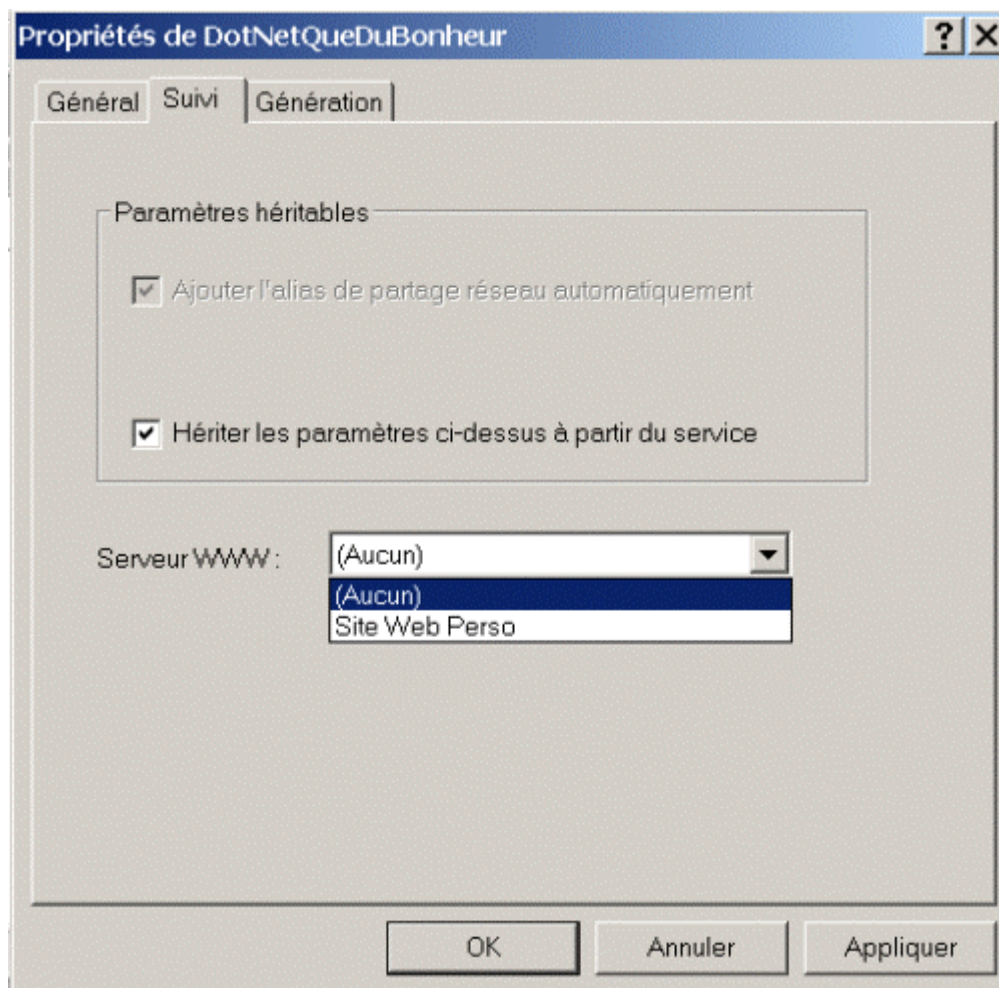 Propriétés de DotNetQueDuBonheur
Général Suivi Génération
Paramètres héritables
Ajouter l'alias de partage réseau automatiquement
Hériter les paramètres ci-dessus à partir du service
Serveur WWW : (Aucun)
(Aucun)
Site Web Perso
OK Annuler Appliquer